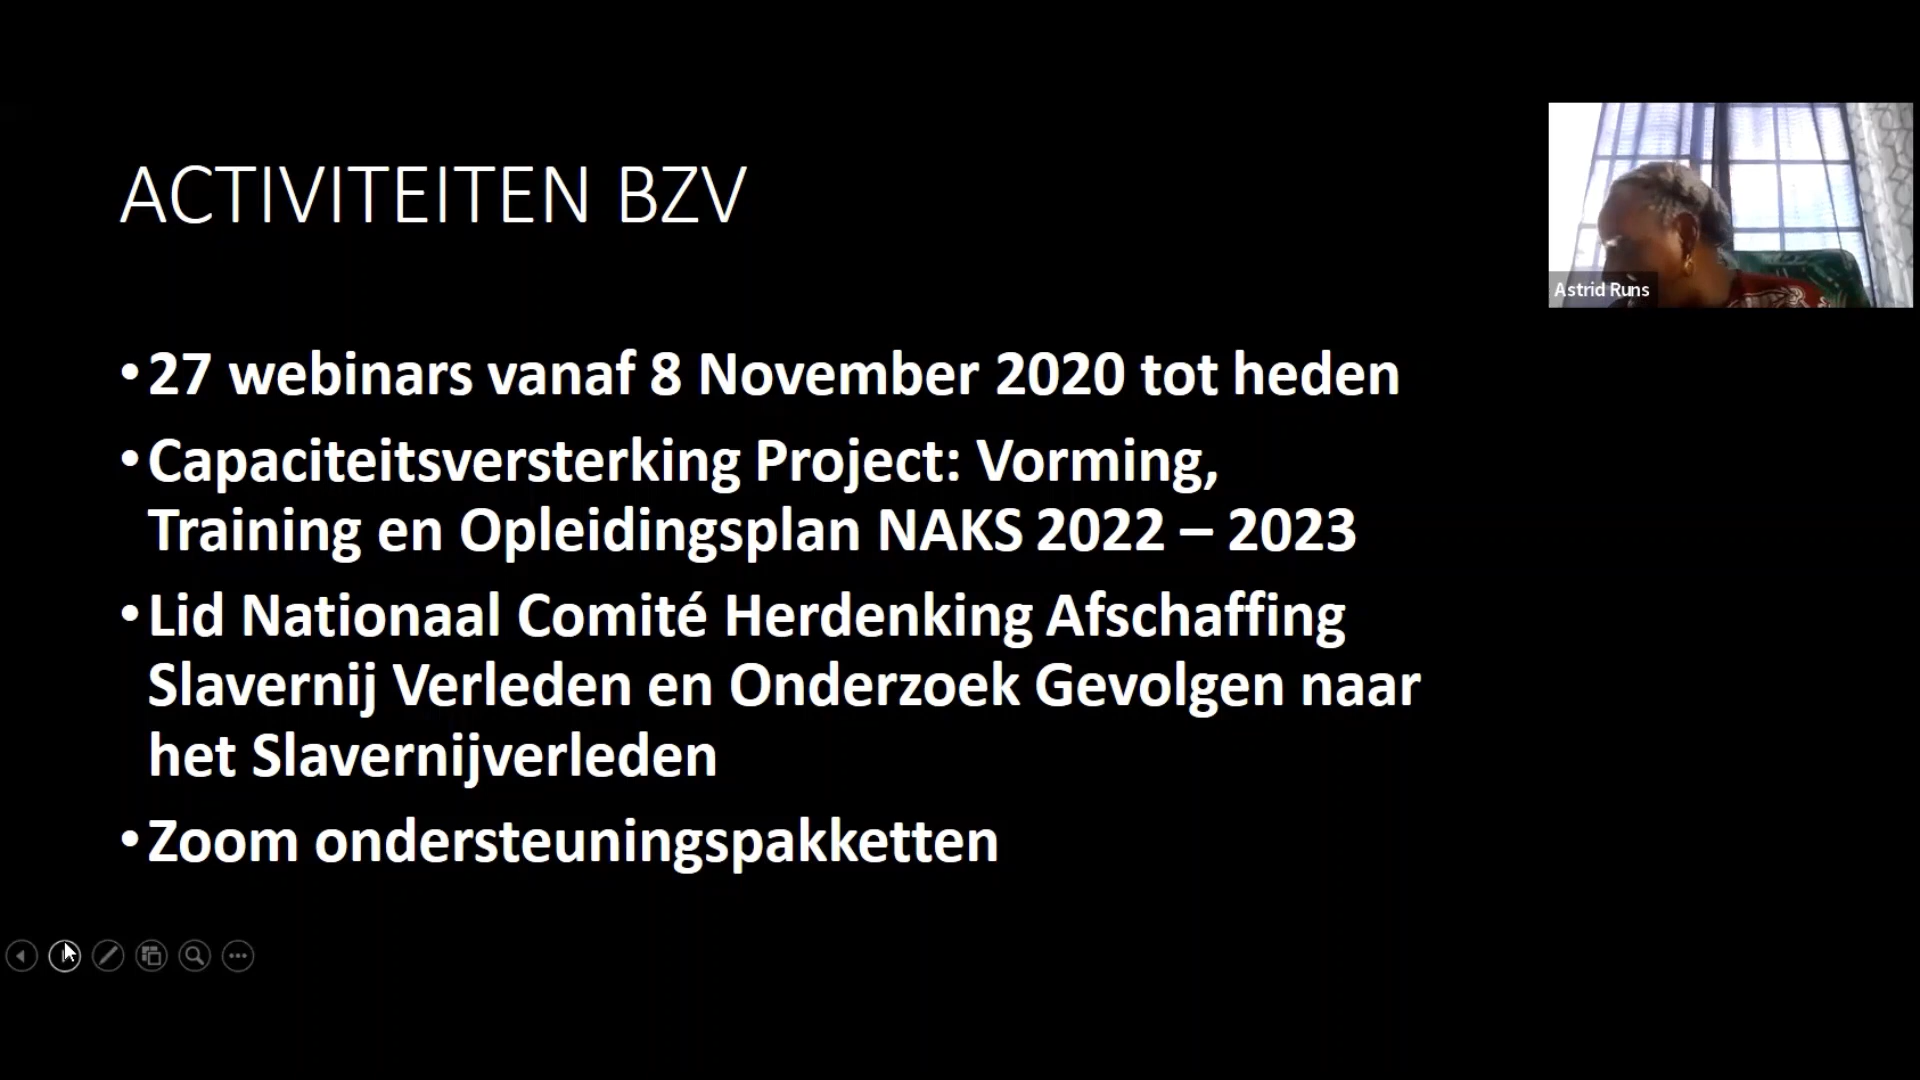 ACTIVITEITEN BZV
Astrid Runs
•27 webinars vanaf 8 November 2020 tot heden
•Capaciteitsversterking Project: Vorming,
Training en Opleidingsplan NAKS 2022 – 2023
•Lid Nationaal Comité Herdenking Afschaffing
Slavernij Verleden en Onderzoek Gevolgen naar
het Slavernijverleden
•Zoom ondersteuningspakketten